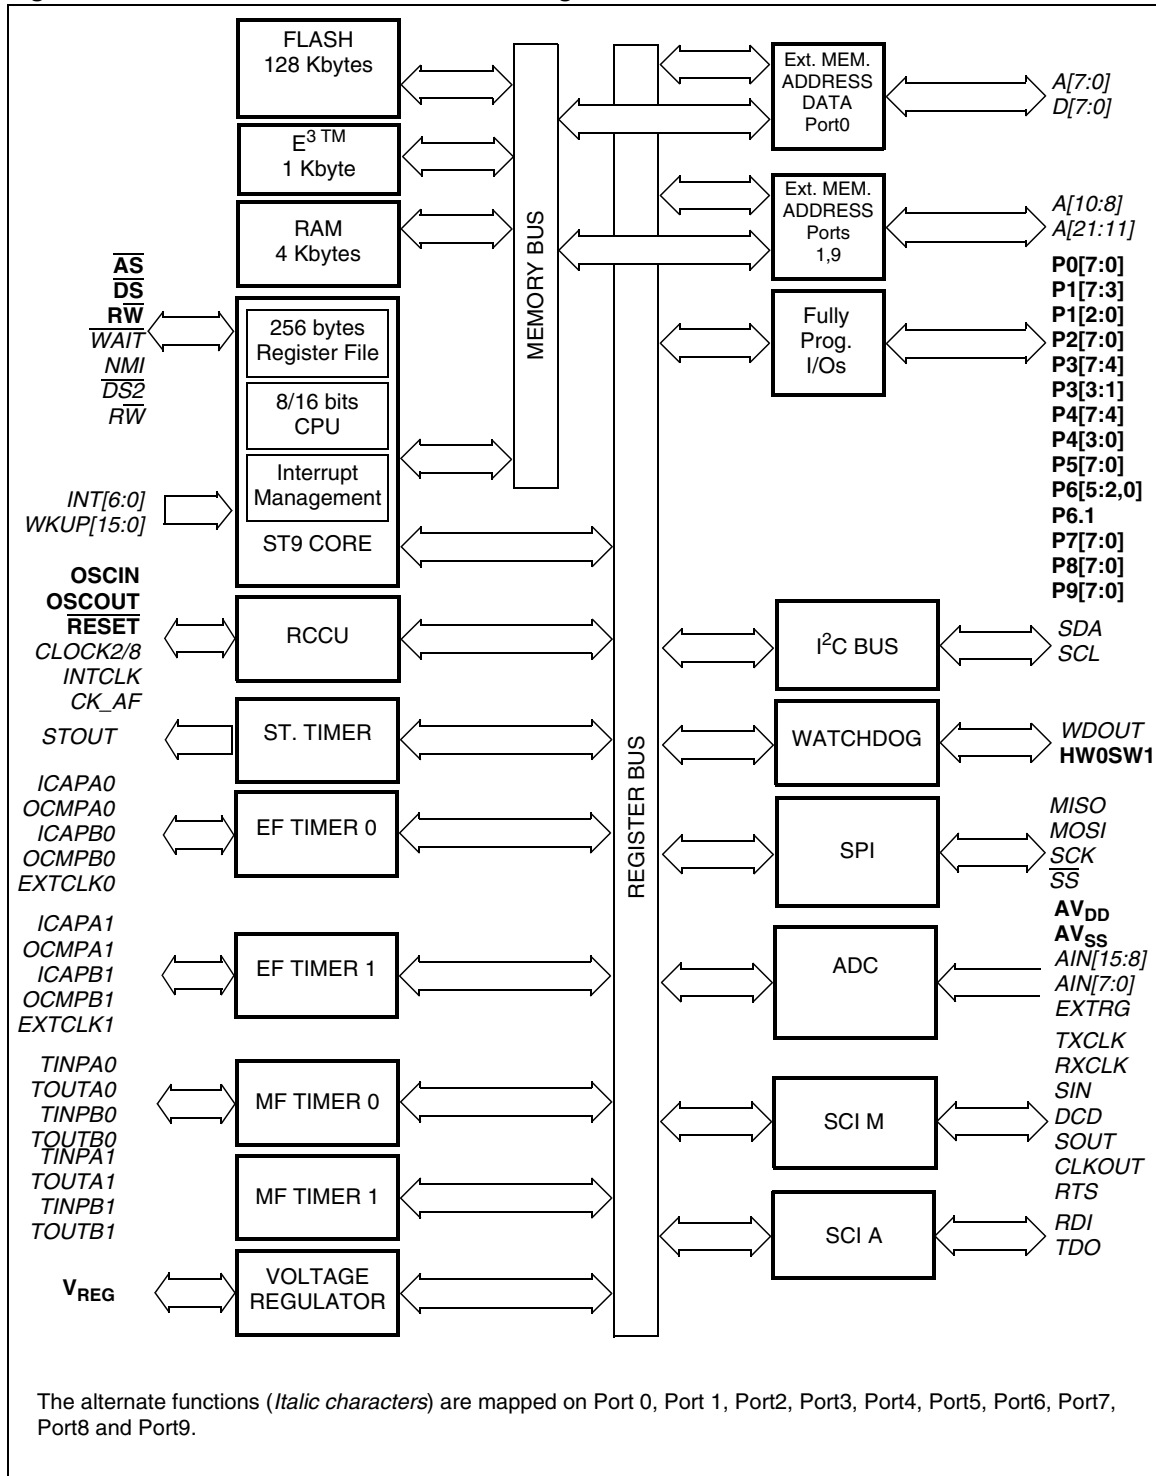 FLASH
128 Kbytes
E3 TM
1 Kbyte
RAM
4 Kbytes
AS
DS
RW
WAIT
NMI
DS2
RW
256 bytes
Register File
8/16 bits
CPU
Interrupt
Management
ST9 CORE
INT[6:0]
WKUP[15:0]
OSCIN
OSCOUT
RESET
CLOCK2/8
INTCLK
CK_AF
RCCU
STOUT
ST. TIMER
ICAPA0
OCMPA0
ICAPB0
OCMPB0
EXTCLK0
EF TIMER 0
ICAPA1
OCMPA1
ICAPB1
OCMPB1
EXTCLK1
EF TIMER 1
TINPA0
TOUTA0
TINPB0
TOUTB0
MF TIMER 0
TINPA1
TOUTA1
TINPB1
TOUTB1
MF TIMER 1
VREG
VOLTAGE
REGULATOR
MEMORY BUS
REGISTER BUS
Ext. MEM.
ADDRESS
DATA
Port0
A[7:0]
D[7:0]
Ext. MEM.
ADDRESS
Ports
1,9
A[10:8]
A[21:11]
Fully
Prog.
I/Os
P0[7:0]
P1[7:3]
P1[2:0]
P2[7:0]
P3[7:4]
P3[3:1]
P4[7:4]
P4[3:0]
P5[7:0]
P6[5:2,0]
P6.1
P7[7:0]
P8[7:0]
P9[7:0]
I2C BUS
SDA
SCL
WATCHDOG
WDOUT
HW0SW1
SPI
MISO
MOSI
SCK
SS
ADC
AVDD
AVSS
AIN[15:8]
AIN[7:0]
EXTRG
SCI M
TXCLK
RXCLK
SIN
DCD
SOUT
CLKOUT
RTS
SCI A
RDI
TDO
The alternate functions (Italic characters) are mapped on Port 0, Port 1, Port2, Port3, Port4, Port5, Port6, Port7,
Port8 and Port9.